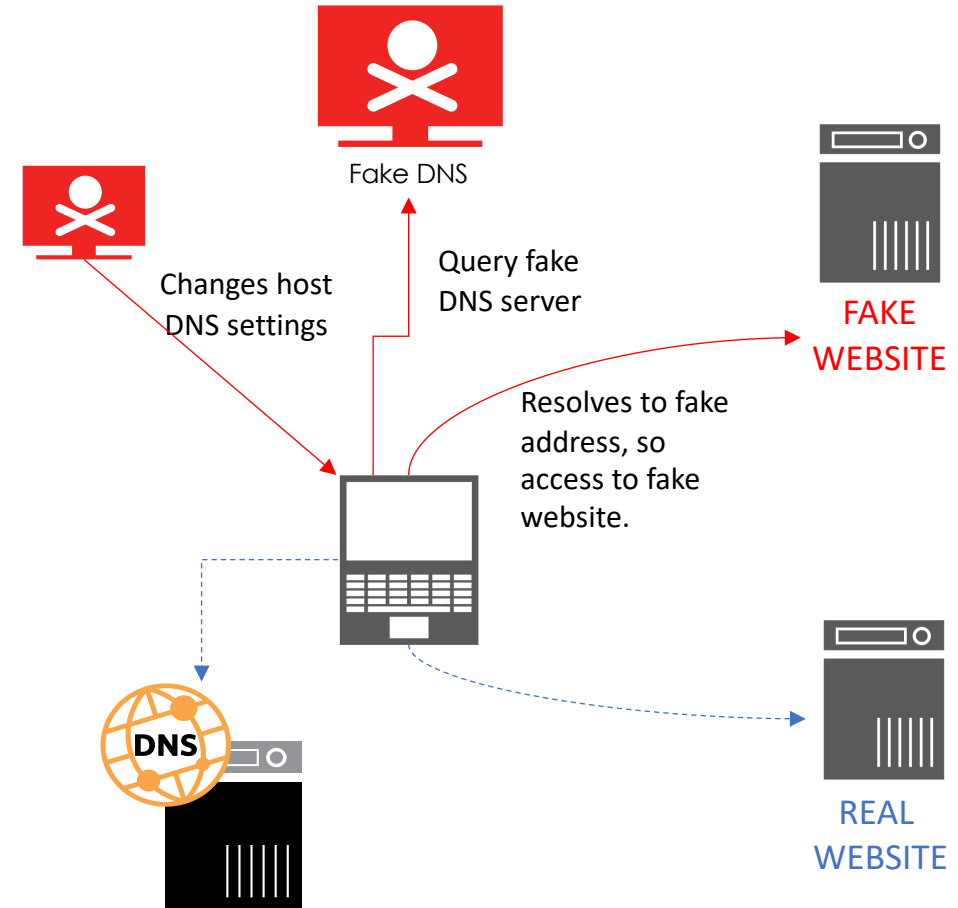 Fake DNS
Changes host
DNS settings
Query fake
DNS server
FAKE
WEBSITE
Resolves to fake
address, so
access to fake
website.
DNS
REAL
WEBSITE